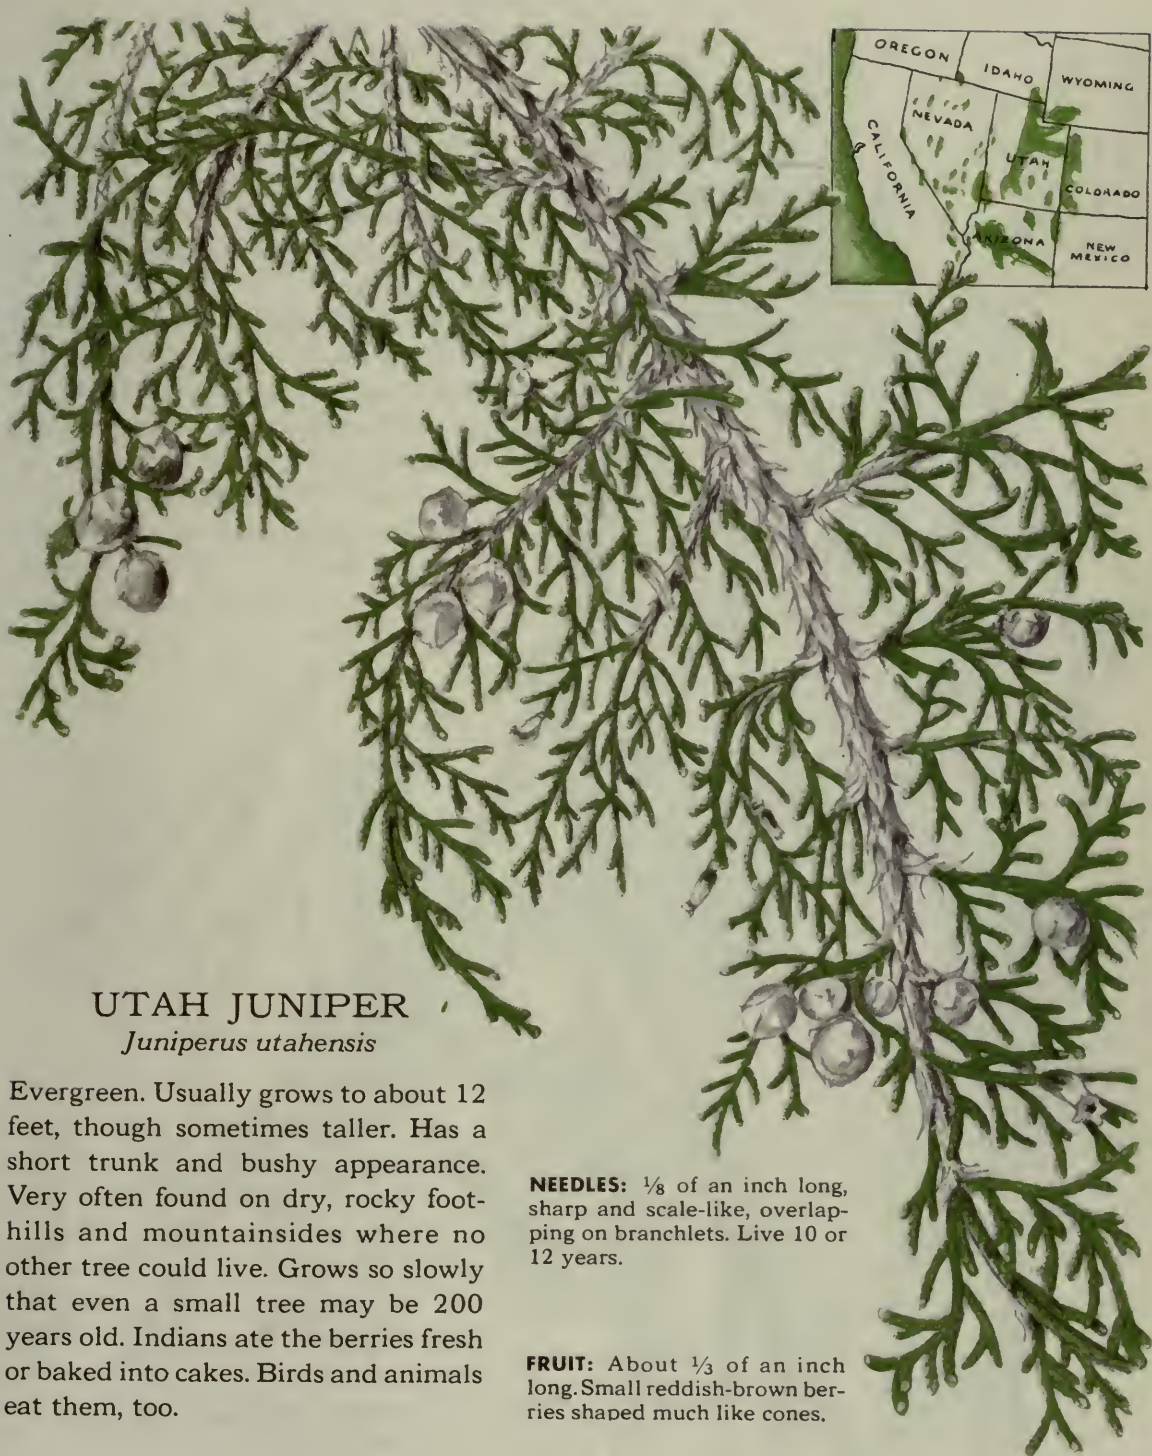 OREGON
IDAHO
WYOMING
NEVADA
CALIFORNIA
UTAH
COLORADO
ARIZONA
NEW
MEXICO
UTAH JUNIPER
Juniperus utahensis
Evergreen. Usually grows to about 12
feet, though sometimes taller. Has a
short trunk and bushy appearance.
Very often found on dry, rocky foot-
hills and mountainsides where no
other tree could live. Grows so slowly
that even a small tree may be 200
years old. Indians ate the berries fresh
or baked into cakes. Birds and animals
eat them, too.
NEEDLES: ⅛ of an inch long,
sharp and scale-like, overlap-
ping on branchlets. Live 10 or
12 years.
FRUIT: About ⅓ of an inch
long. Small reddish-brown ber-
ries shaped much like cones.